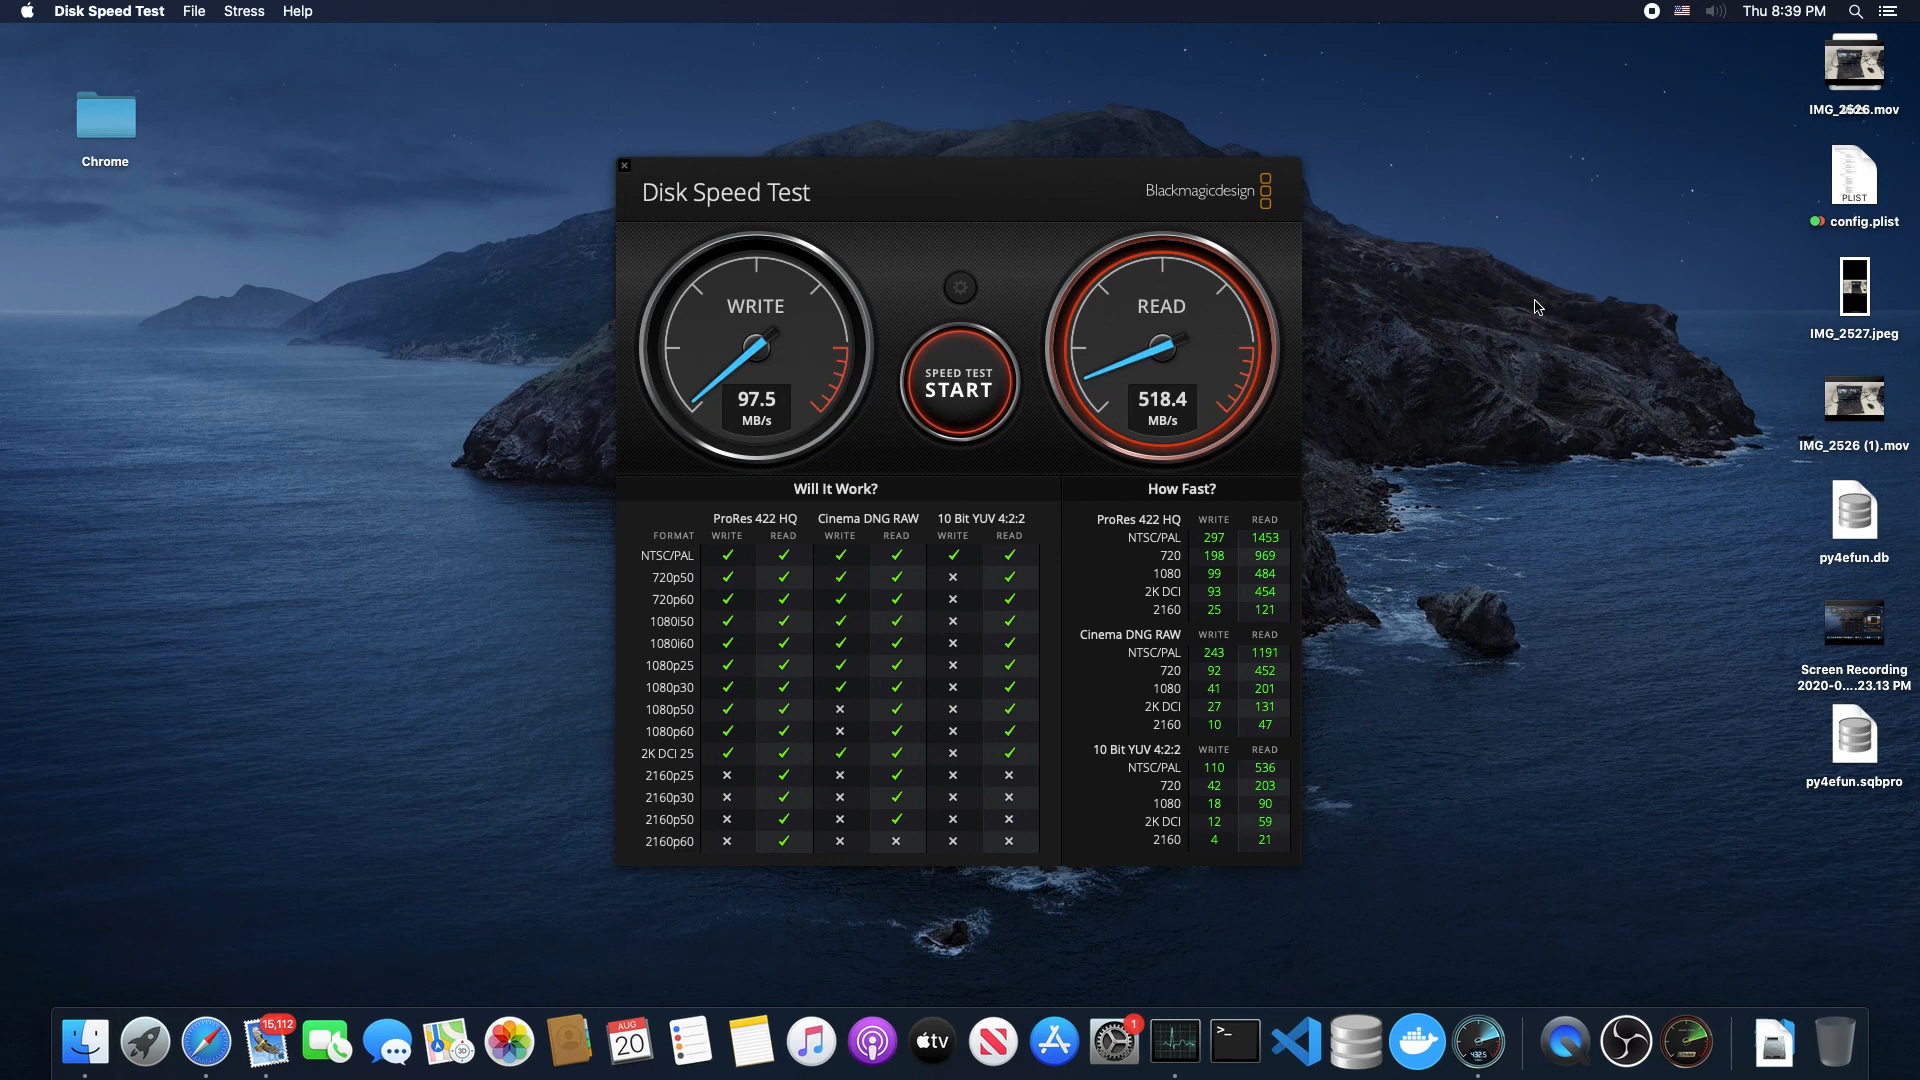 Disk Speed Test File Stress Help
Thu 8:39 PM
Chrome
IMG_2526.mov
PLIST
config.plist
IMG_2527.jpeg
IMG_2526 (1).mov
py4efun.db
Screen Recording
2020-0....23.13 PM
py4efun.sqbpro
Disk Speed Test
Blackmagicdesign
WRITE
97.5
MB/s
SPEED TEST
START
READ
518.4
MB/s
Will It Work?
ProRes 422 HQ Cinema DNG RAW 10 Bit YUV 4:2:2
FORMAT WRITE READ WRITE READ WRITE READ
NTSC/PAL ✓ ✓ ✓ ✓ ✓ ✓
720p50 ✓ ✓ ✓ ✓ × ✓
720p60 ✓ ✓ ✓ ✓ × ✓
1080i50 ✓ ✓ ✓ ✓ × ✓
1080i60 ✓ ✓ ✓ ✓ × ✓
1080p25 ✓ ✓ ✓ ✓ × ✓
1080p30 ✓ ✓ ✓ ✓ × ✓
1080p50 ✓ ✓ × ✓ × ✓
1080p60 ✓ ✓ × ✓ × ✓
2K DCI 25 ✓ ✓ ✓ ✓ × ✓
2160p25 × ✓ × ✓ × ×
2160p30 × ✓ × ✓ × ×
2160p50 × ✓ × ✓ × ×
2160p60 × ✓ × × × ×
How Fast?
ProRes 422 HQ WRITE READ
NTSC/PAL 297 1453
720 198 969
1080 99 484
2K DCI 93 454
2160 25 121
Cinema DNG RAW WRITE READ
NTSC/PAL 243 1191
720 92 452
1080 41 201
2K DCI 27 131
2160 10 47
10 Bit YUV 4:2:2 WRITE READ
NTSC/PAL 110 536
720 42 203
1080 18 90
2K DCI 12 59
2160 4 21
15,112
3D
AUG
20
tv
1
>_
432.5